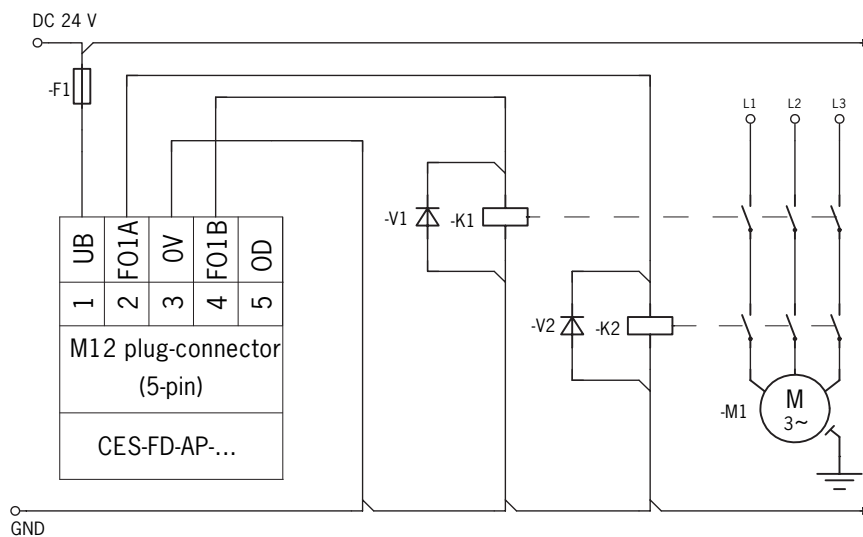 DC 24 V
-F1
L1 L2 L3
UB FO1A 0V FO1B OD
1 2 3 4 5
M12 plug-connector
(5-pin)
CES-FD-AP-...
-V1 -K1
-V2 -K2
-M1
M
3~
GND